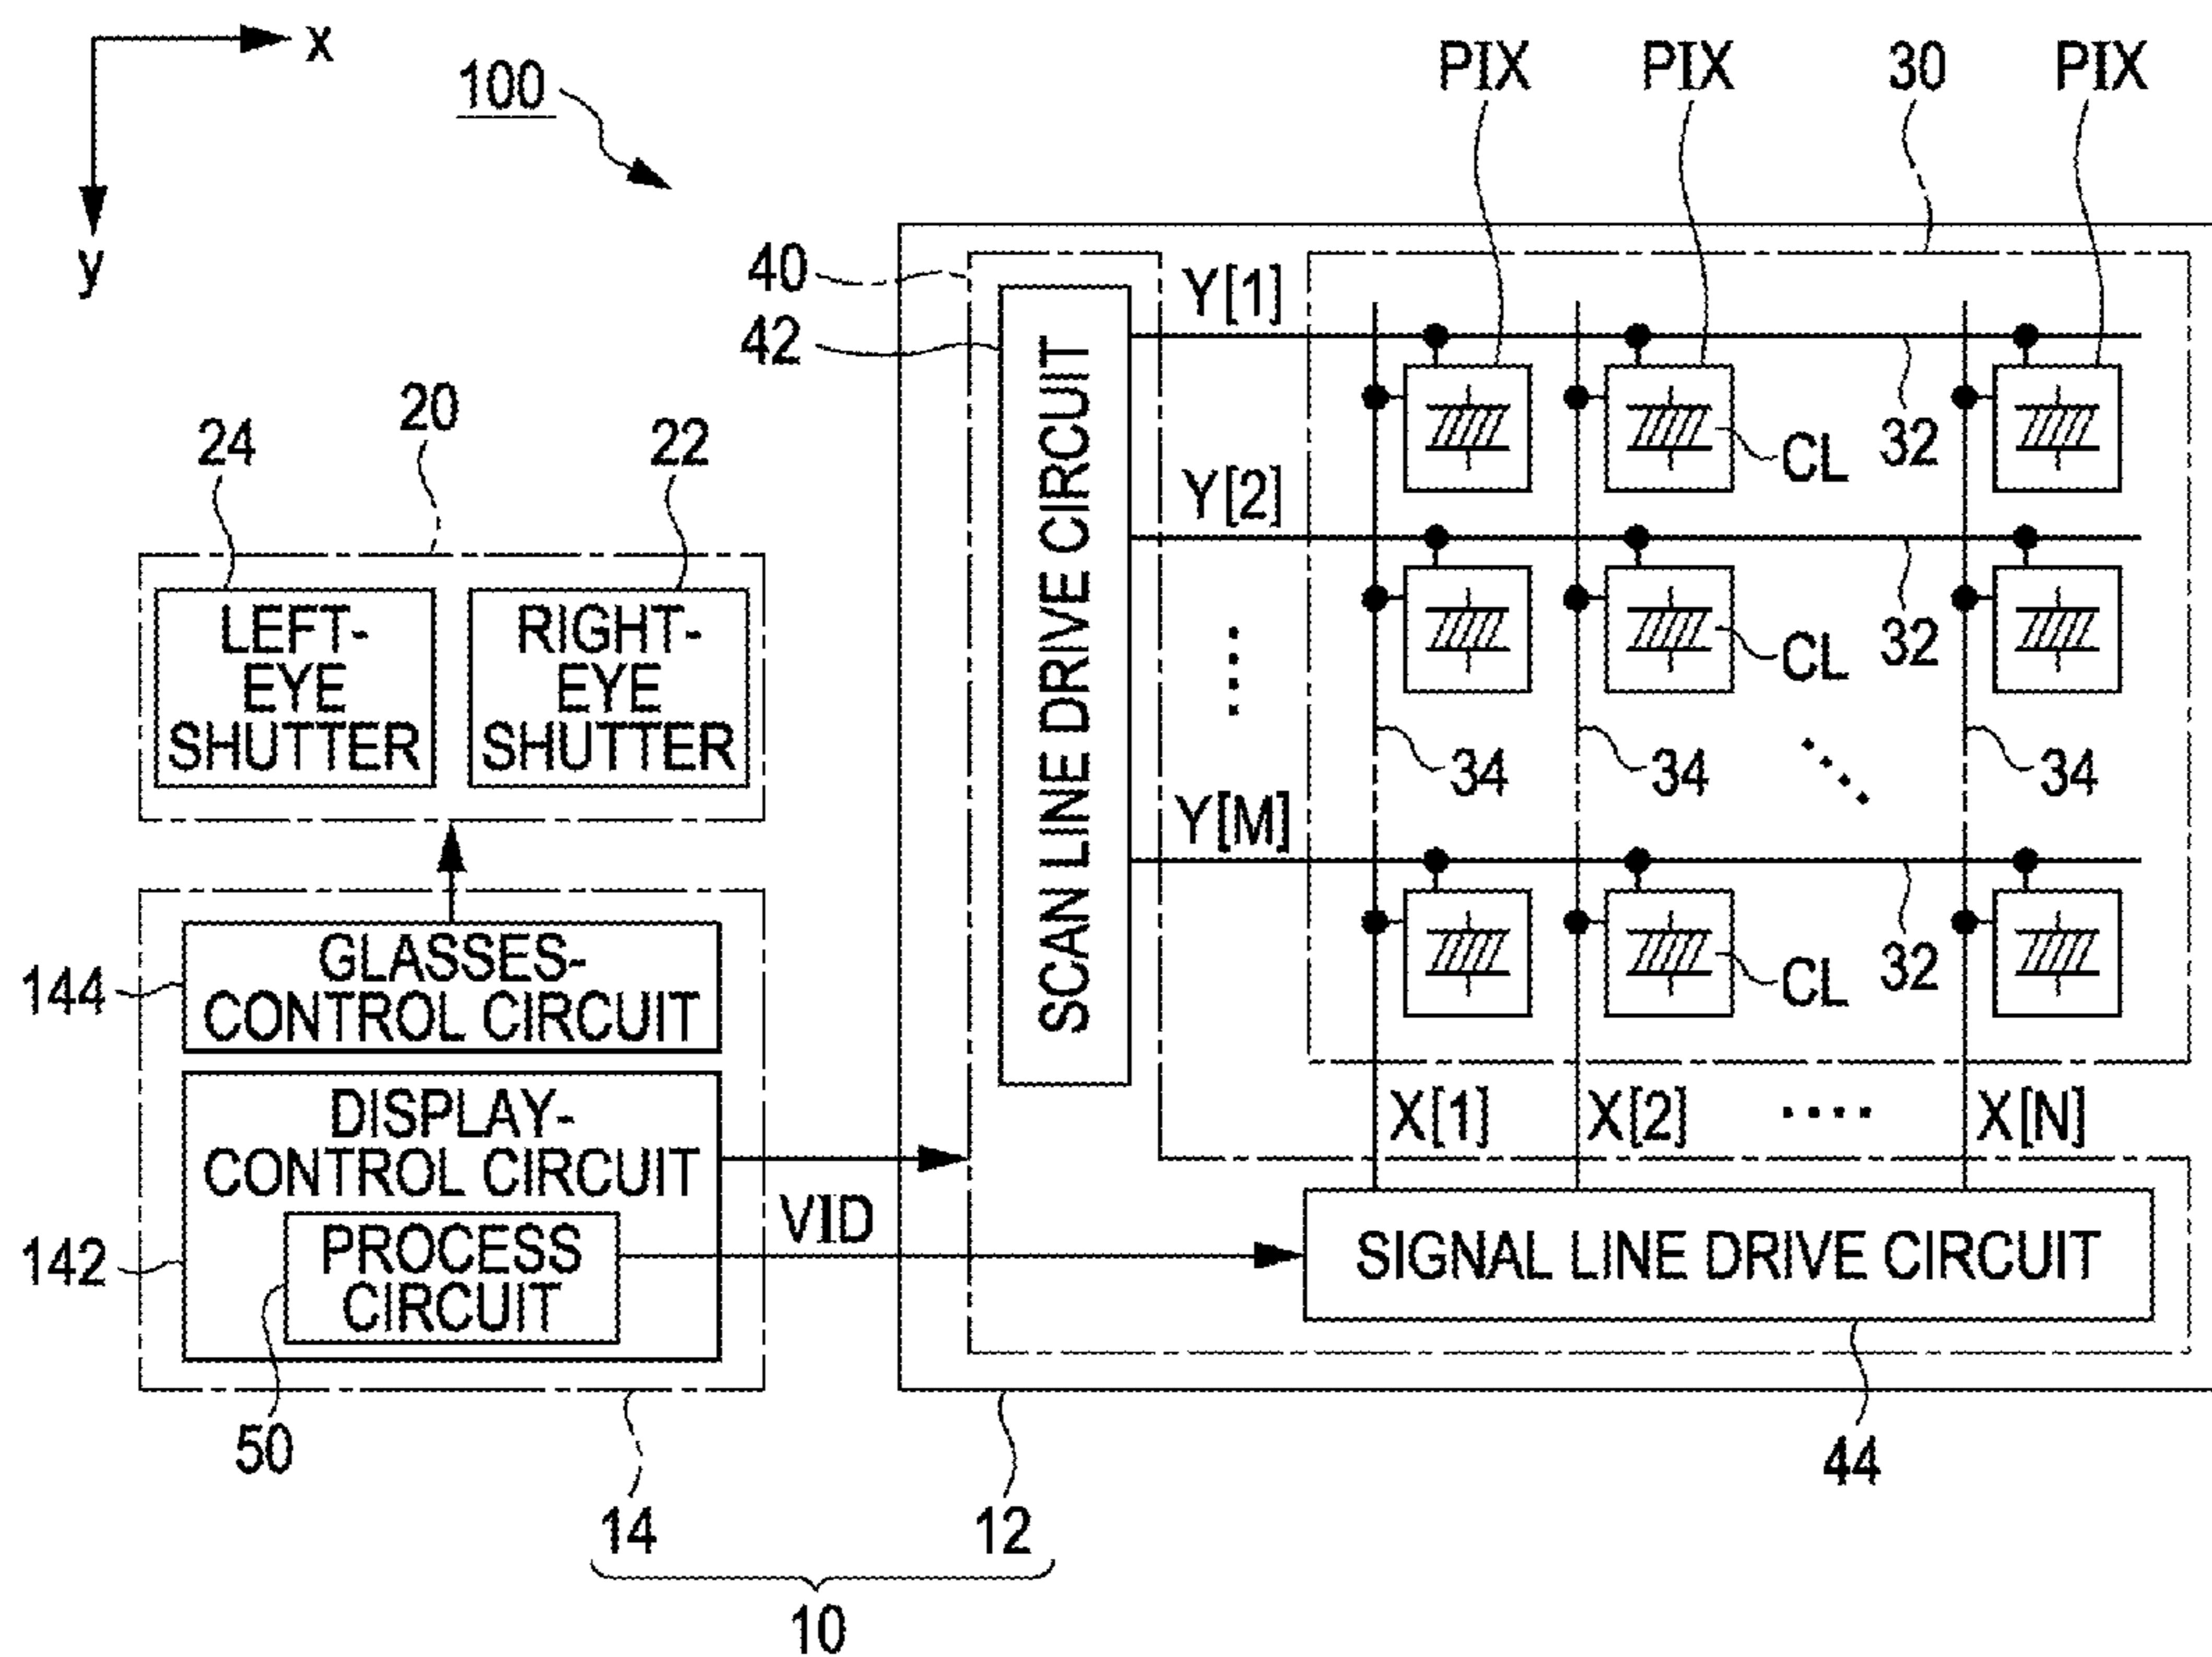 x
y
100
PIX PIX 30 PIX
40
42
Y[1]
SCAN LINE DRIVE CIRCUIT
32
CL
Y[2]
32
CL
34 34 34
Y[M]
32
CL
X[1] X[2] X[N]
24 20 22
LEFT-
EYE
SHUTTER
RIGHT-
EYE
SHUTTER
144
GLASSES-
CONTROL CIRCUIT
142
DISPLAY-
CONTROL CIRCUIT
PROCESS
CIRCUIT
50
VID
SIGNAL LINE DRIVE CIRCUIT
44
14 12
10